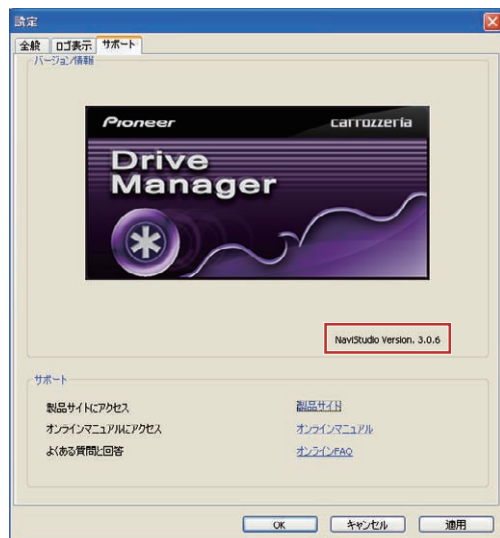 設定
全般 ロゴ表示 サポート
バージョン情報
Pioneer carrozzeria
Drive
Manager
NaviStudio Version. 3.0.6
サポート
製品サイトにアクセス 製品サイト
オンラインマニュアルにアクセス オンラインマニュアル
よくある質問と回答 オンラインFAQ
OK キャンセル 適用